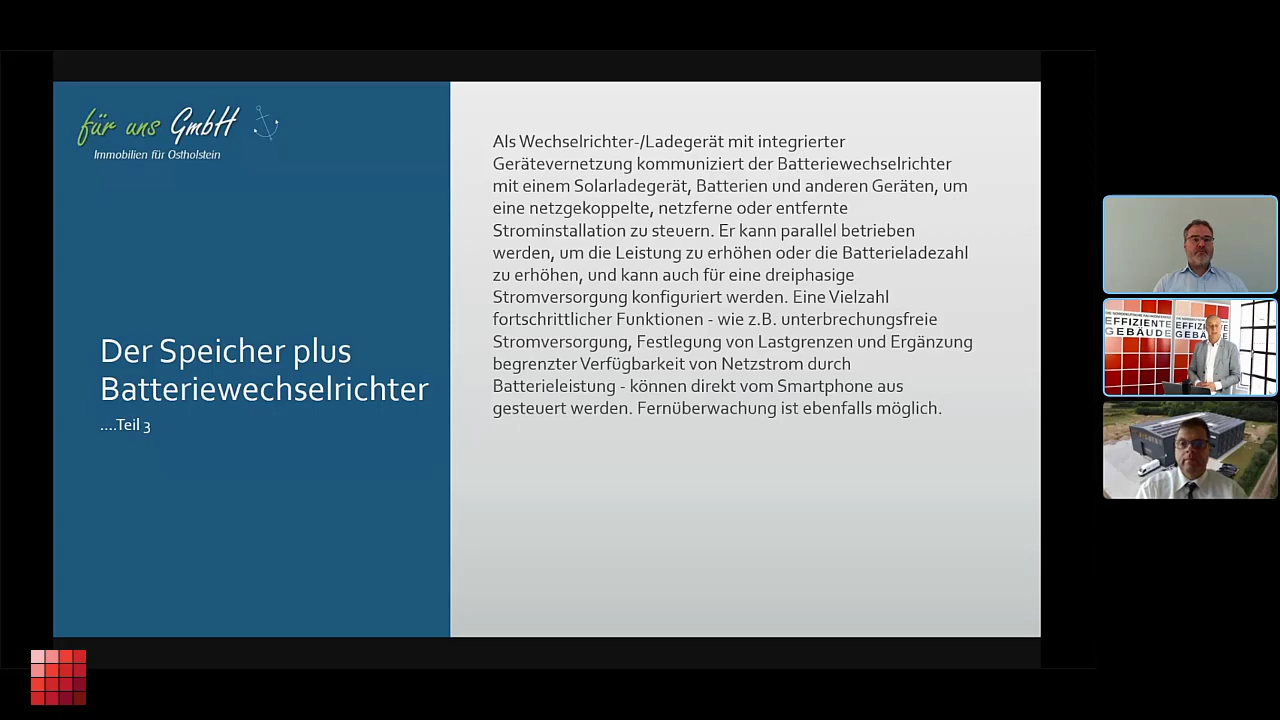 für uns GmbH
Immobilien für Ostholstein
Der Speicher plus
Batteriewechselrichter
....Teil 3
Als Wechselrichter-/Ladegerät mit integrierter
Gerätevernetzung kommuniziert der Batteriewechselrichter
mit einem Solarladegerät, Batterien und anderen Geräten, um
eine netzgekoppelte, netzferne oder entfernte
Strominstallation zu steuern. Er kann parallel betrieben
werden, um die Leistung zu erhöhen oder die Batterieladezahl
zu erhöhen, und kann auch für eine dreiphasige
Stromversorgung konfiguriert werden. Eine Vielzahl
fortschrittlicher Funktionen - wie z.B. unterbrechungsfreie
Stromversorgung, Festlegung von Lastgrenzen und Ergänzung
begrenzter Verfügbarkeit von Netzstrom durch
Batterieleistung - können direkt vom Smartphone aus
gesteuert werden. Fernüberwachung ist ebenfalls möglich.
EFFIZIENTE
GEBÄUDE
EFFIZIENTE
GEBÄUDE